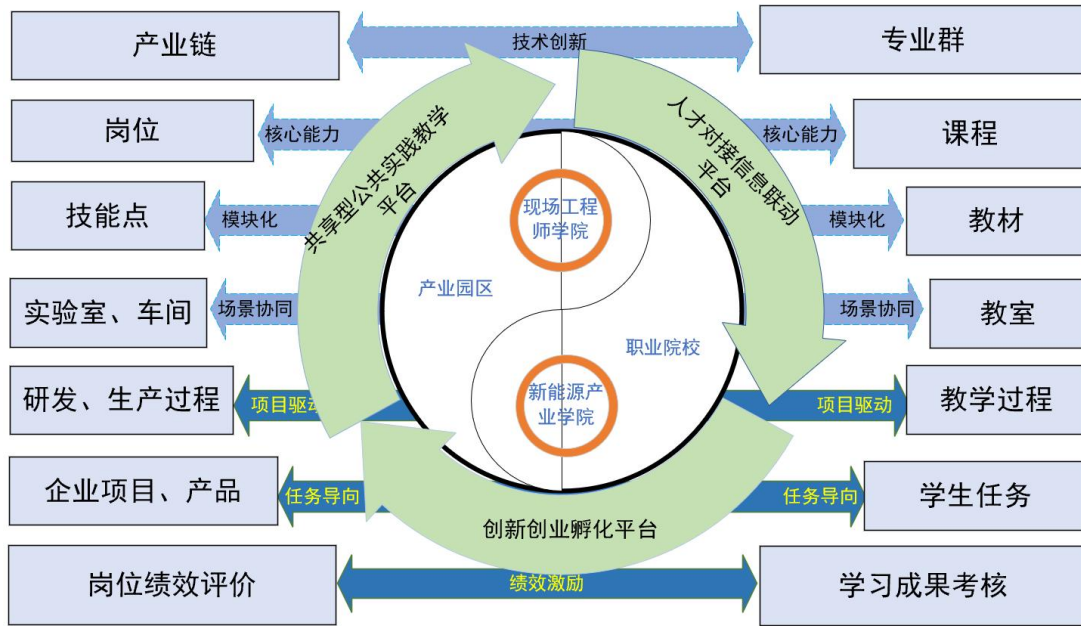 产业链
技术创新
专业群
岗位
核心能力
核心能力
课程
技能点
模块化
模块化
教材
实验室、车间
场景协同
场景协同
教室
研发、生产过程
项目驱动
项目驱动
教学过程
企业项目、产品
任务导向
任务导向
学生任务
岗位绩效评价
绩效激励
学习成果考核
共享型公共实践教学
平台
人才对接信息联动
平台
创新创业孵化平台
现场工程
师学院
产业园区
职业院校
新能源产
业学院